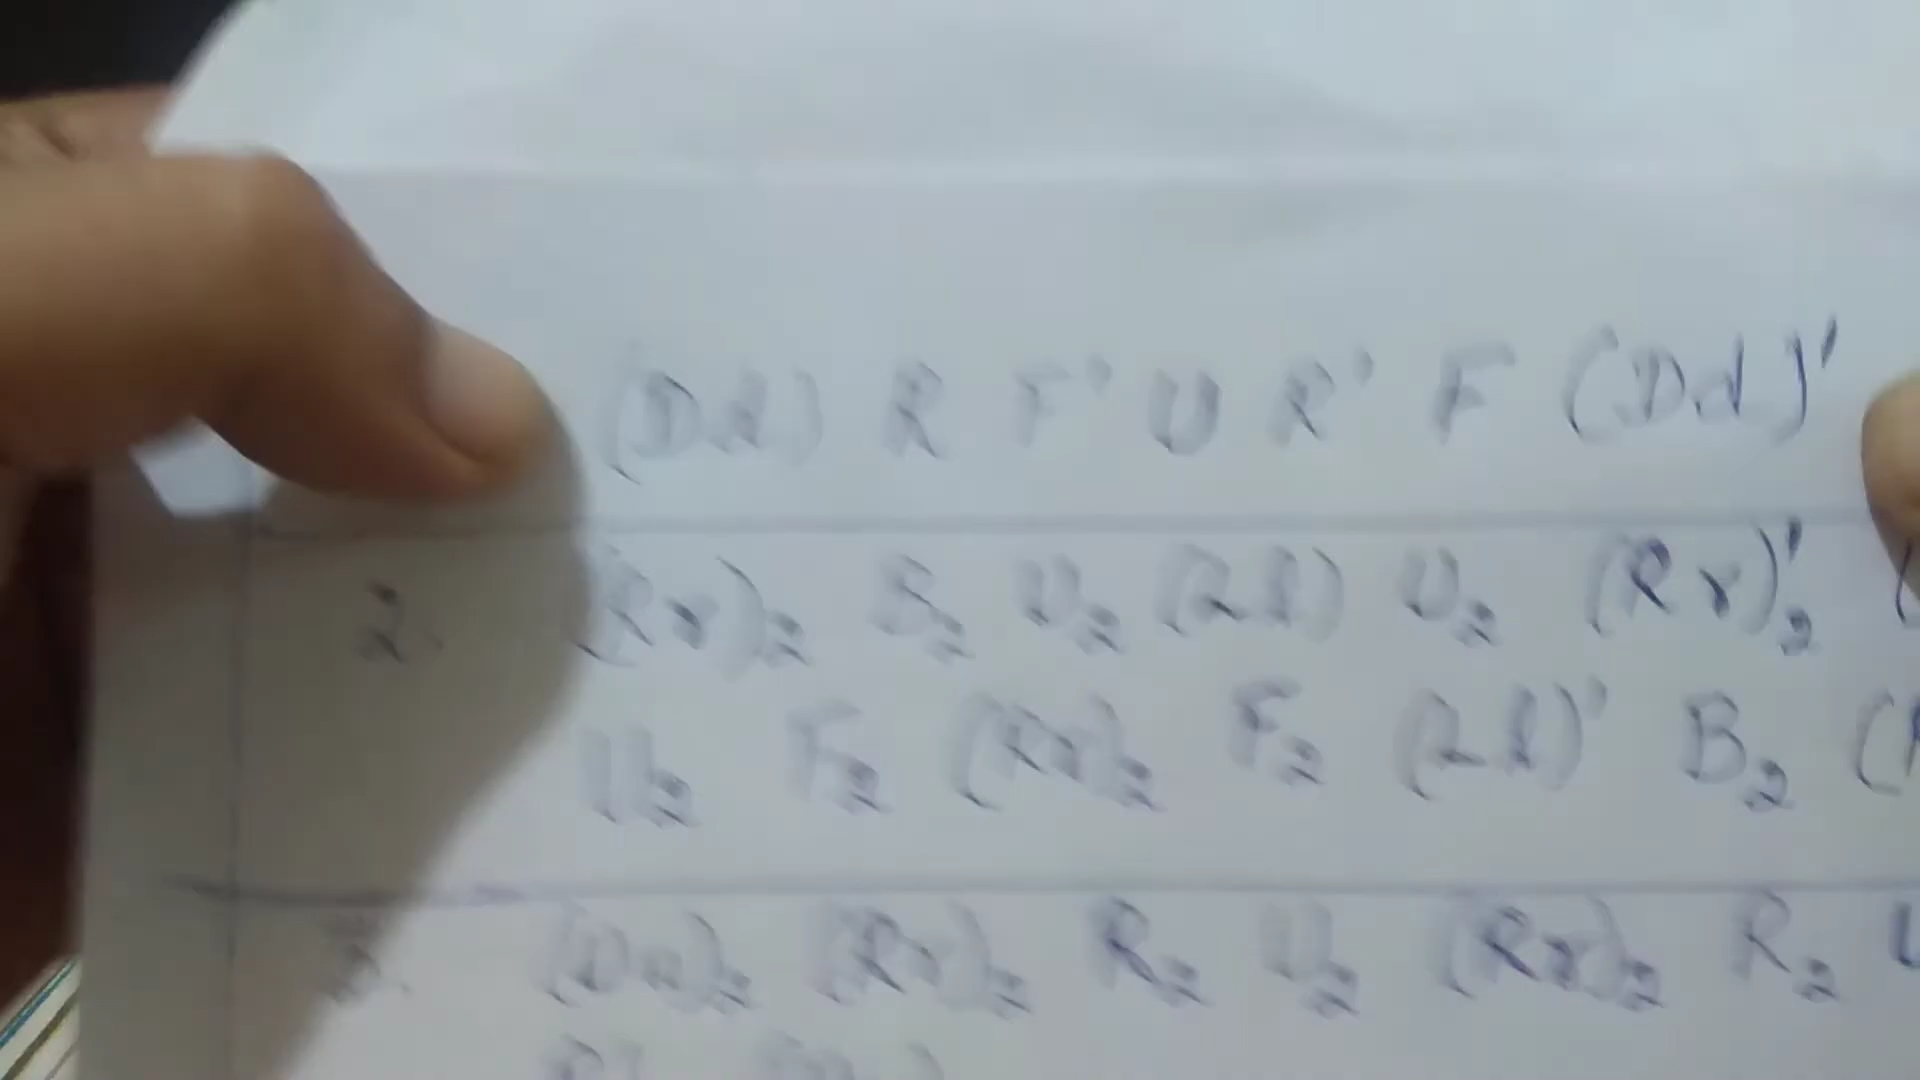 (Dd) R F' U R' F (Dd)'
2. (Rr)2 B2 U2 (Ll) U2 (Rr)'2
U2 F2 (Rr)2 F2 (Ll)' B2
(Dd)2 (Rr)2 R2 U2 (Rr)2 R2